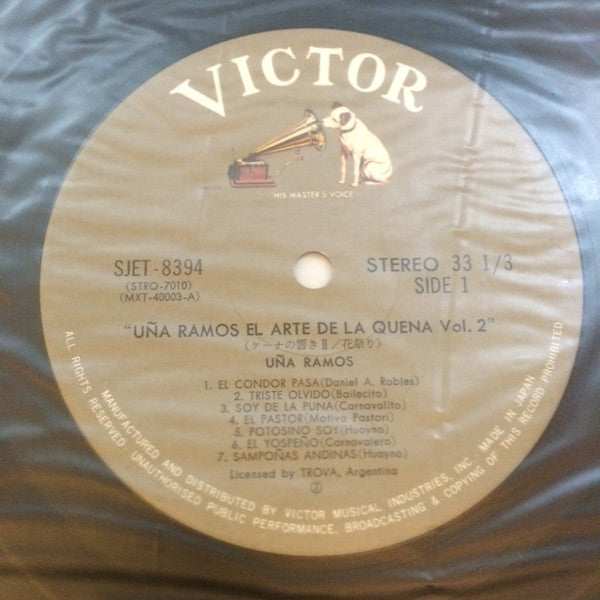 VICTOR
"HIS MASTER'S VOICE"
SJET-8394
(STRO-7010)
(MXT-40003-A)
STEREO 33 1/3
SIDE 1
"UÑA RAMOS EL ARTE DE LA QUENA Vol. 2"
(ケーナの響きⅡ/花祭り)
UÑA RAMOS
1. EL CONDOR PASA(Daniel A. Robles)
2. TRISTE OLVIDO(Bailecito)
3. SOY DE LA PUNA(Carnavalito)
4. EL PASTOR(Motivo Pastori)
5. POTOSINO SOY(Huayno)
6. EL YOSPEÑO(Carnavalero)
7. SAMPOÑAS ANDINAS(Huayno)
Licensed by TROVA, Argentina
②
MANUFACTURED AND DISTRIBUTED BY VICTOR MUSICAL INDUSTRIES, INC. MADE IN JAPAN
ALL RIGHTS RESERVED. UNAUTHORISED PUBLIC PERFORMANCE, BROADCASTING & COPYING OF THIS RECORD PROHIBITED